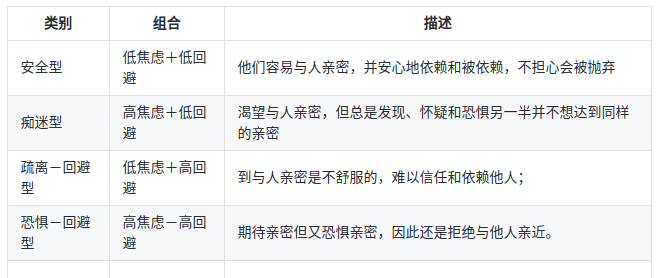 类别 组合 描述
安全型
低焦虑＋低回
避
他们容易与人亲密，并安心地依赖和被依赖，不担心会被抛弃
痴迷型
高焦虑＋低回
避
渴望与人亲密，但总是发现、怀疑和恐惧另一半并不想达到同样
的亲密
疏离－回避
型
低焦虑＋高回
避
到与人亲密是不舒服的，难以信任和依赖他人；
恐惧－回避
型
高焦虑－高回
避
期待亲密但又恐惧亲密，因此还是拒绝与他人亲近。